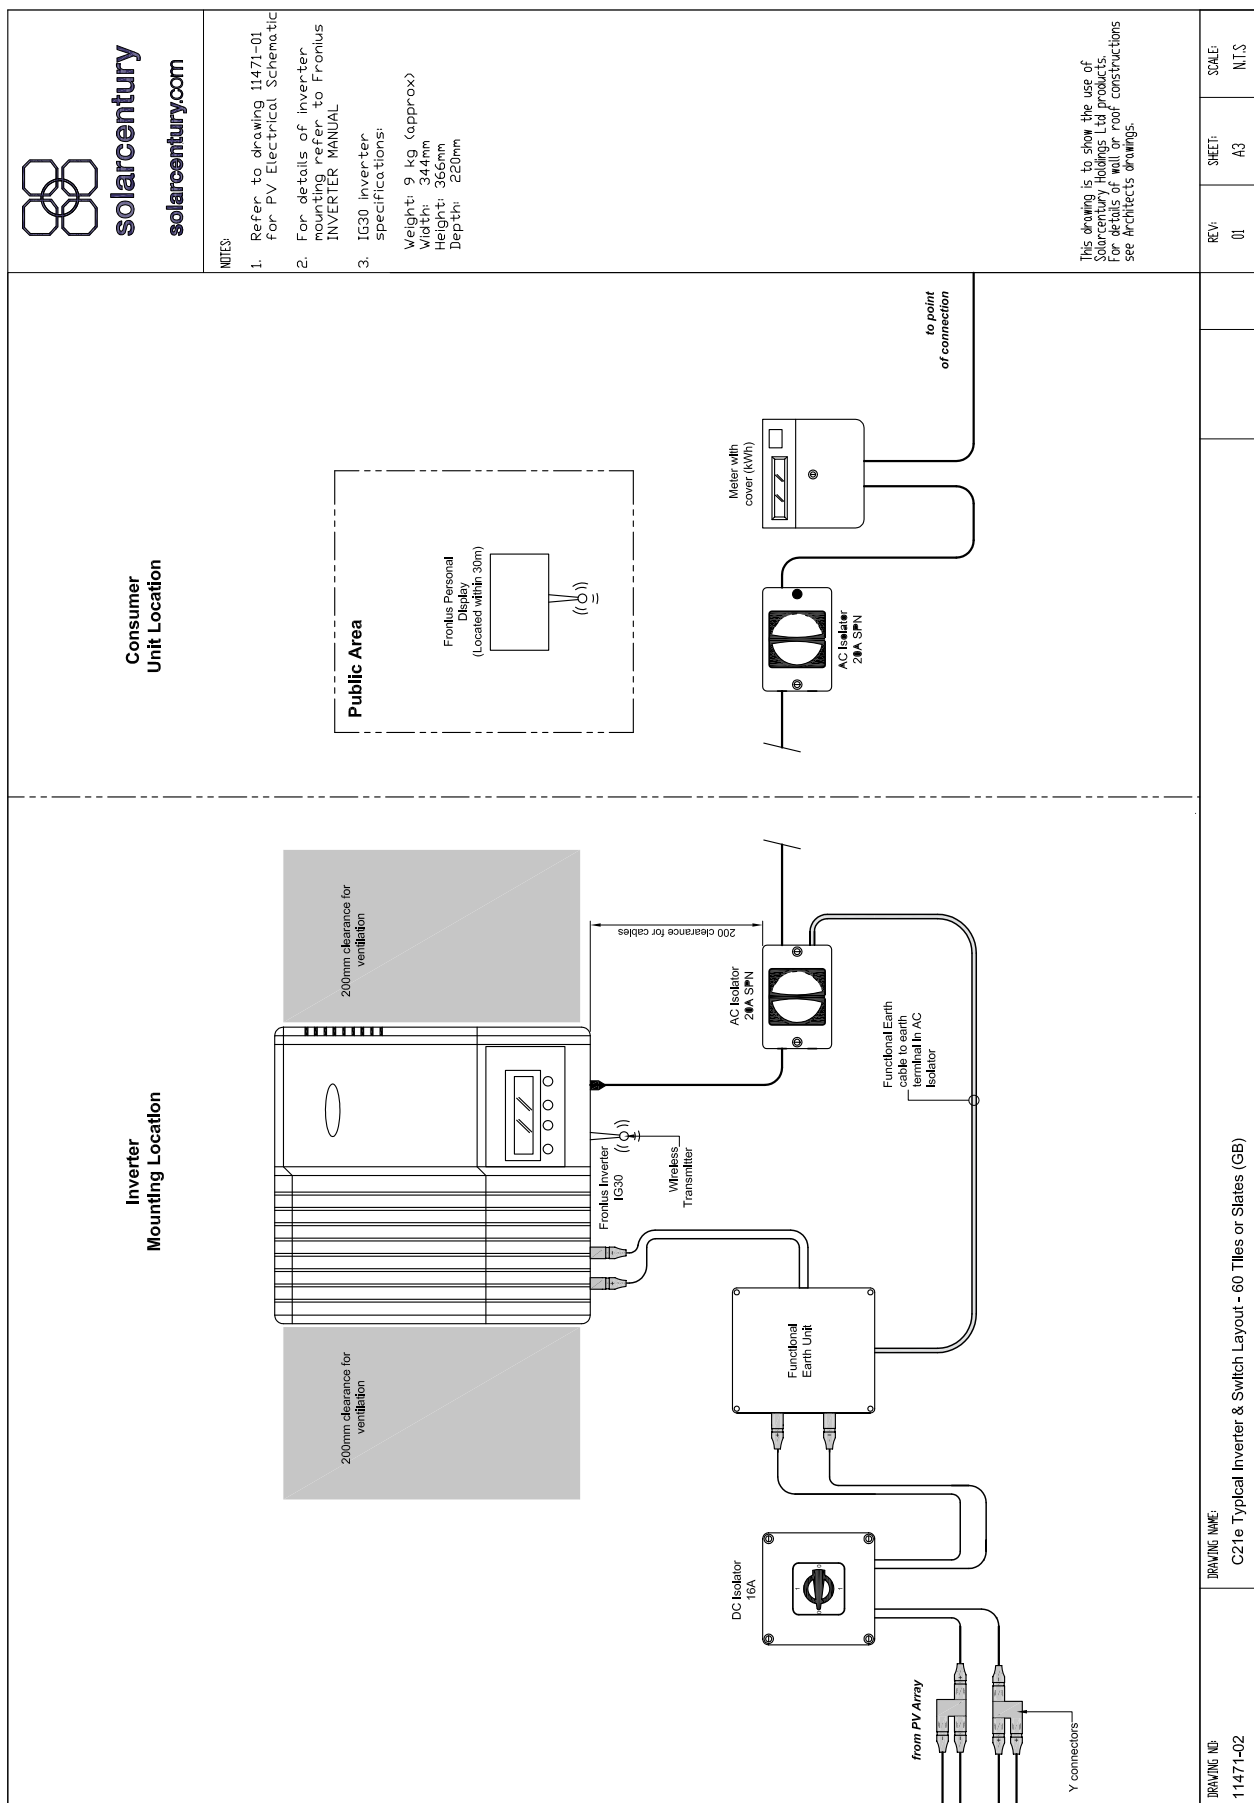 solarcentury
solarcentury.com
NOTES:
1. Refer to drawing 11471-01
for PV Electrical Schematic
2. For details of inverter
mounting refer to Fronius
INVERTER MANUAL
3. IG30 inverter
specifications:
Weight: 9 kg (approx)
Width: 344mm
Height: 366mm
Depth: 220mm
This drawing is to show the use of
Solarcentury Holdings Ltd products.
For details of wall or roof constructions
see Architects drawings.
Inverter
Mounting Location
Consumer
Unit Location
200mm clearance for
ventilation
200mm clearance for
ventilation
Public Area
Fronius Personal
Display
(Located within 30m)
Fronius Inverter
IG30
Wireless
Transmitter
200 clearance for cables
DC Isolator
16A
Functional
Earth Unit
AC Isolator
20A SPN
AC Isolator
20A SPN
Meter with
cover (kWh)
Functional Earth
cable to earth
terminal in AC
Isolator
from PV Array
to point
of connection
Y connectors
DRAWING NO:
11471-02
DRAWING NAME:
C21e Typical Inverter & Switch Layout - 60 Tiles or Slates (GB)
REV:
01
SHEET:
A3
SCALE:
N.T.S